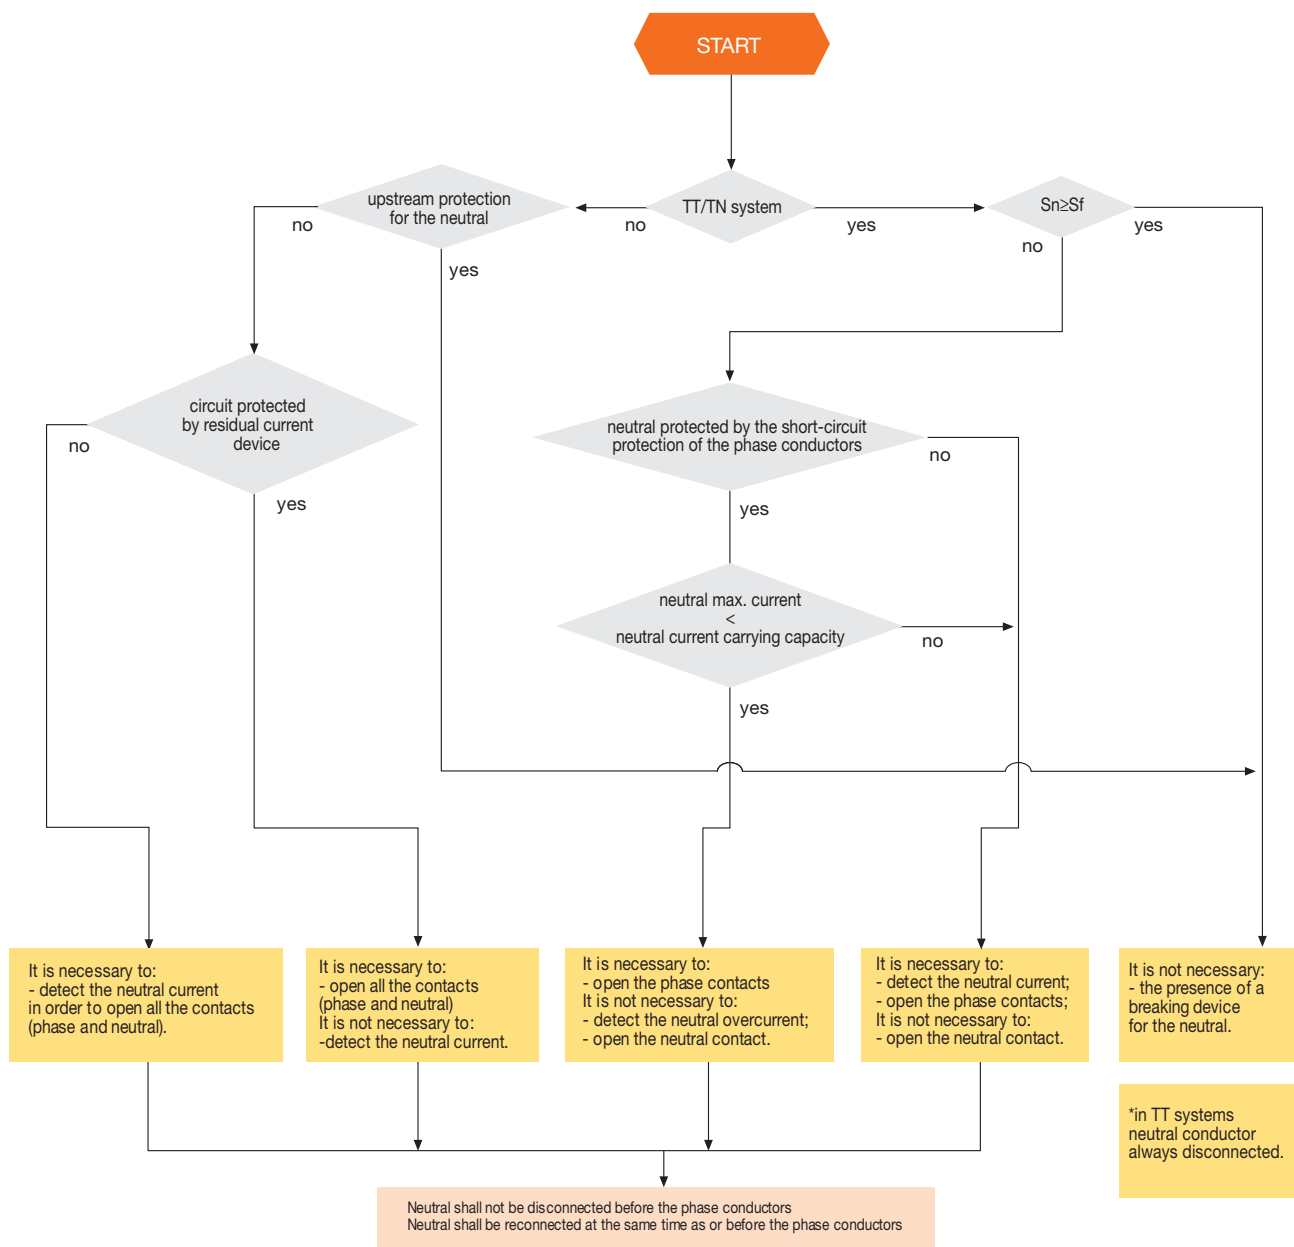 START
upstream protection
for the neutral
TT/TN system
Sn≥Sf
no
no
yes
no
yes
yes
circuit protected
by residual current
device
no
yes
neutral protected by the short-circuit
protection of the phase conductors
no
yes
neutral max. current
<
neutral current carrying capacity
no
yes
It is necessary to:
- detect the neutral current
in order to open all the contacts
(phase and neutral).
It is necessary to:
- open all the contacts
(phase and neutral)
It is not necessary to:
-detect the neutral current.
It is necessary to:
- open the phase contacts
It is not necessary to:
- detect the neutral overcurrent;
- open the neutral contact.
It is necessary to:
- detect the neutral current;
- open the phase contacts;
It is not necessary to:
- open the neutral contact.
It is not necessary:
- the presence of a
breaking device
for the neutral.
*in TT systems
neutral conductor
always disconnected.
Neutral shall not be disconnected before the phase conductors
Neutral shall be reconnected at the same time as or before the phase conductors